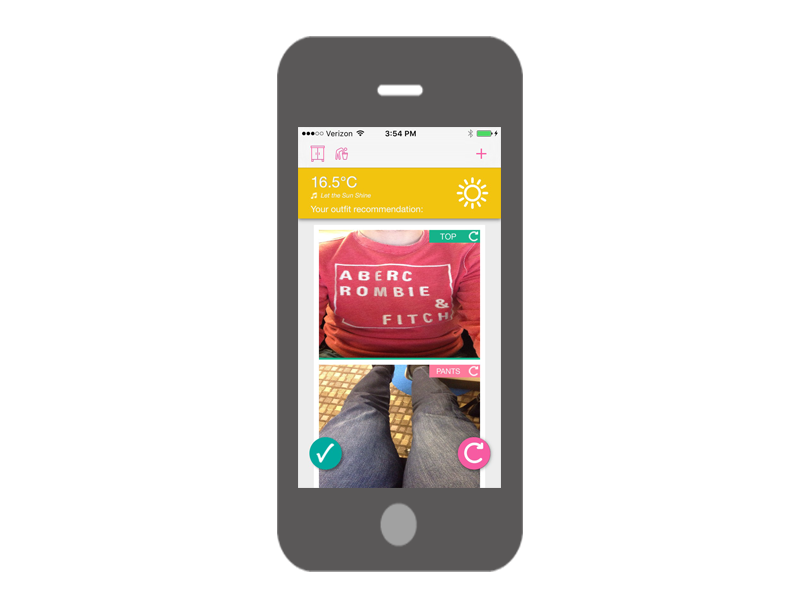 Verizon 3:54 PM
16.5°C
Let the Sun Shine
Your outfit recommendation:
TOP
ABERC
ROMBIE
&
FITCH
PANTS